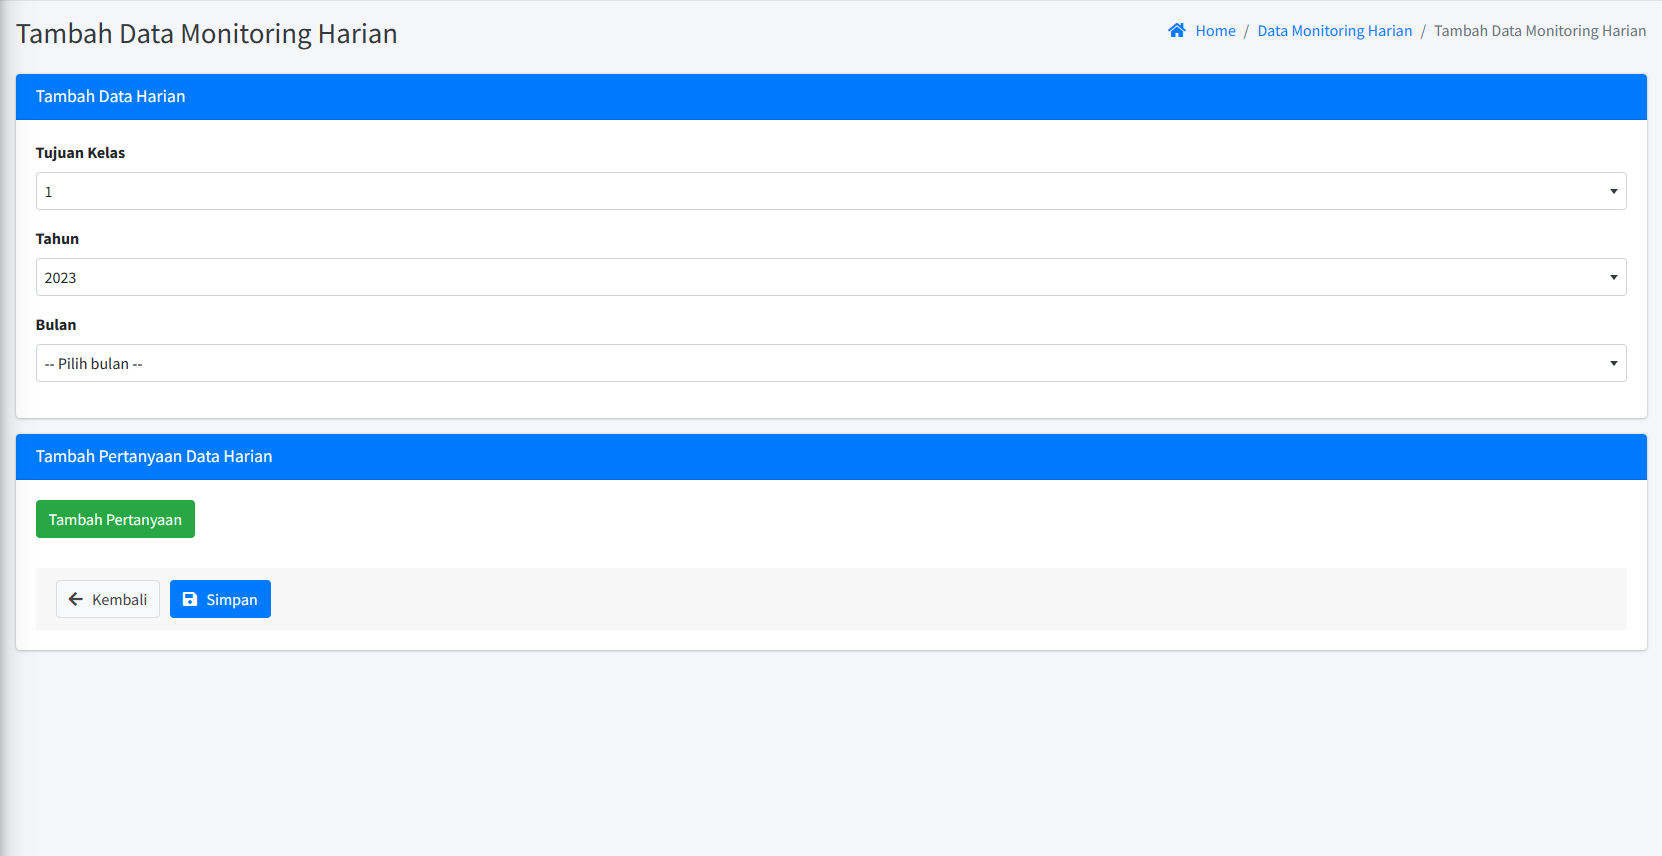 Tambah Data Monitoring Harian
Home / Data Monitoring Harian / Tambah Data Monitoring Harian
Tambah Data Harian
Tujuan Kelas
1
Tahun
2023
Bulan
-- Pilih bulan --
Tambah Pertanyaan Data Harian
Tambah Pertanyaan
Kembali Simpan